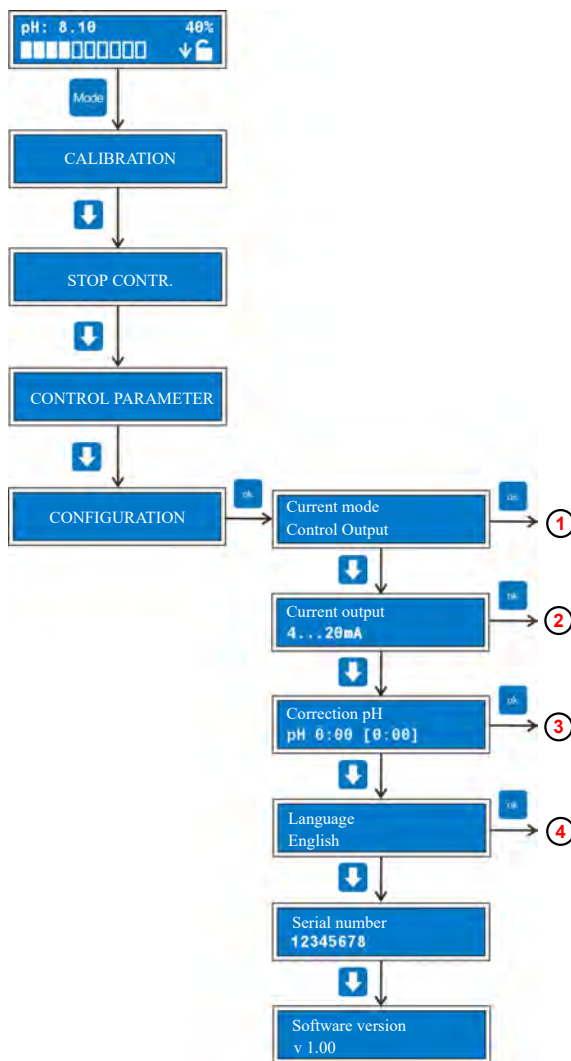 pH: 8.10 40%
Mode
CALIBRATION
STOP CONTR.
CONTROL PARAMETER
CONFIGURATION
ok
Current mode
Control Output
ok
1
Current output
4...20mA
ok
2
Correction pH
pH 0:00 [0:00]
ok
3
Language
English
ok
4
Serial number
12345678
Software version
v 1.00